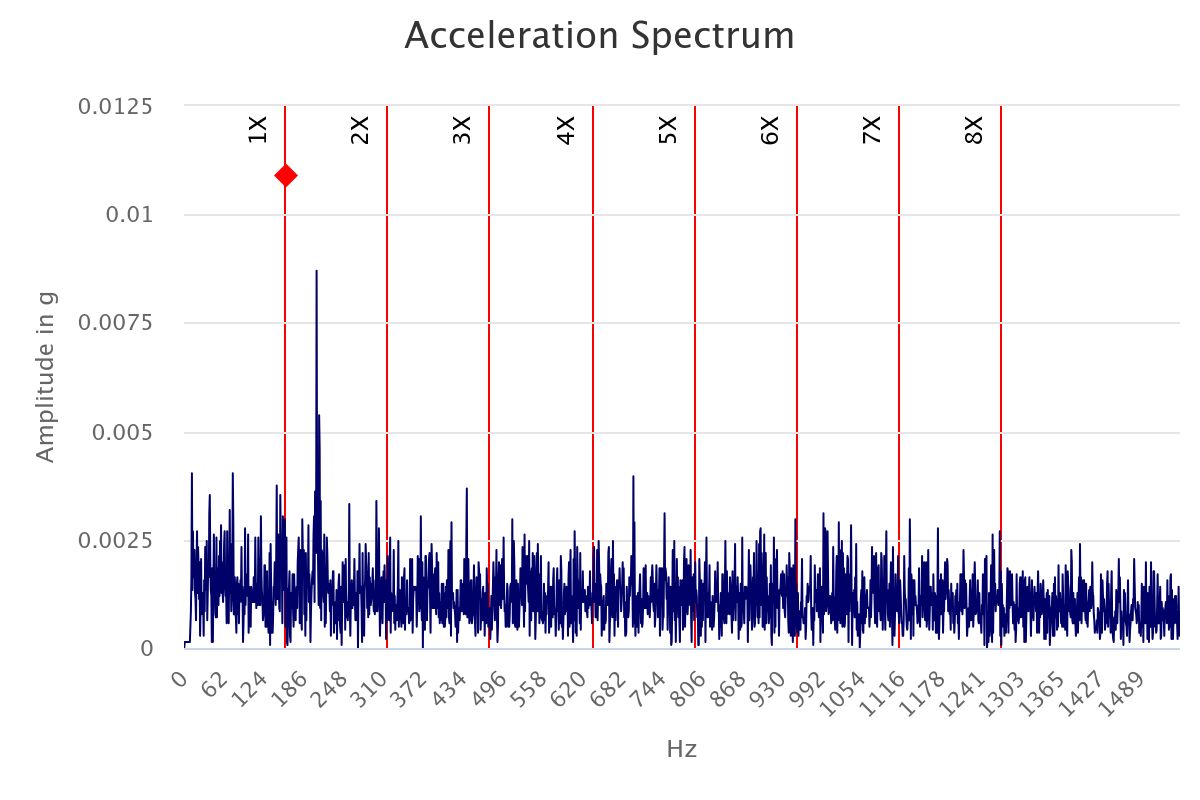 Acceleration Spectrum
0.0125
0.01
0.0075
0.005
0.0025
0
Amplitude in g
1X 2X 3X 4X 5X 6X 7X 8X
0 62 124 186 248 310 372 434 496 558 620 682 744 806 868 930 992 1054 1116 1178 1241 1303 1365 1427 1489
Hz